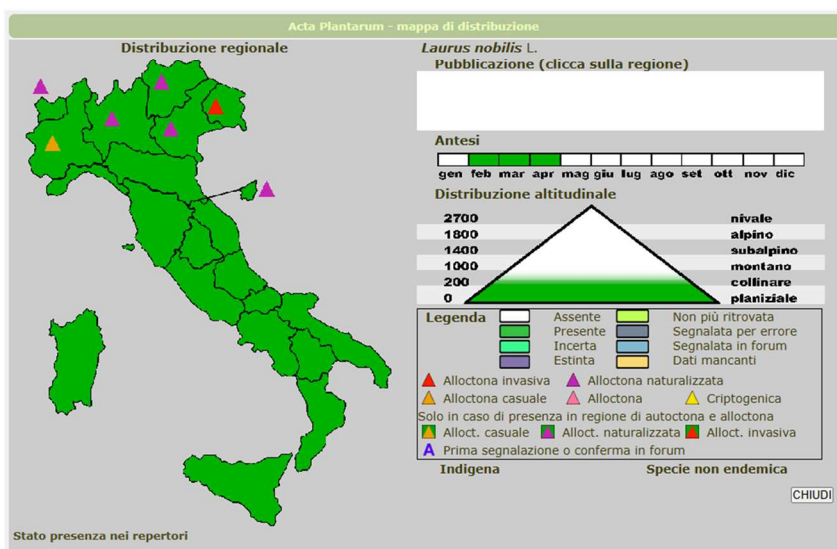 Acta Plantarum - mappa di distribuzione
Distribuzione regionale
Laurus nobilis L.
Pubblicazione (clicca sulla regione)
Antesi
gen feb mar apr mag giu lug ago set ott nov dic
Distribuzione altitudinale
2700 nivale
1800 alpino
1400 subalpino
1000 montano
200 collinare
0 planiziale
Legenda Assente Non più ritrovata
Presente Segnalata per errore
Incerta Segnalata in forum
Estinta Dati mancanti
Alloctona invasiva Alloctona naturalizzata
Alloctona casuale Alloctona Criptogenica
Solo in caso di presenza in regione di autoctona e alloctona
Alloct. casuale Alloct. naturalizzata Alloct. invasiva
A Prima segnalazione o conferma in forum
Indigena Specie non endemica
CHIUDI
Stato presenza nei repertori